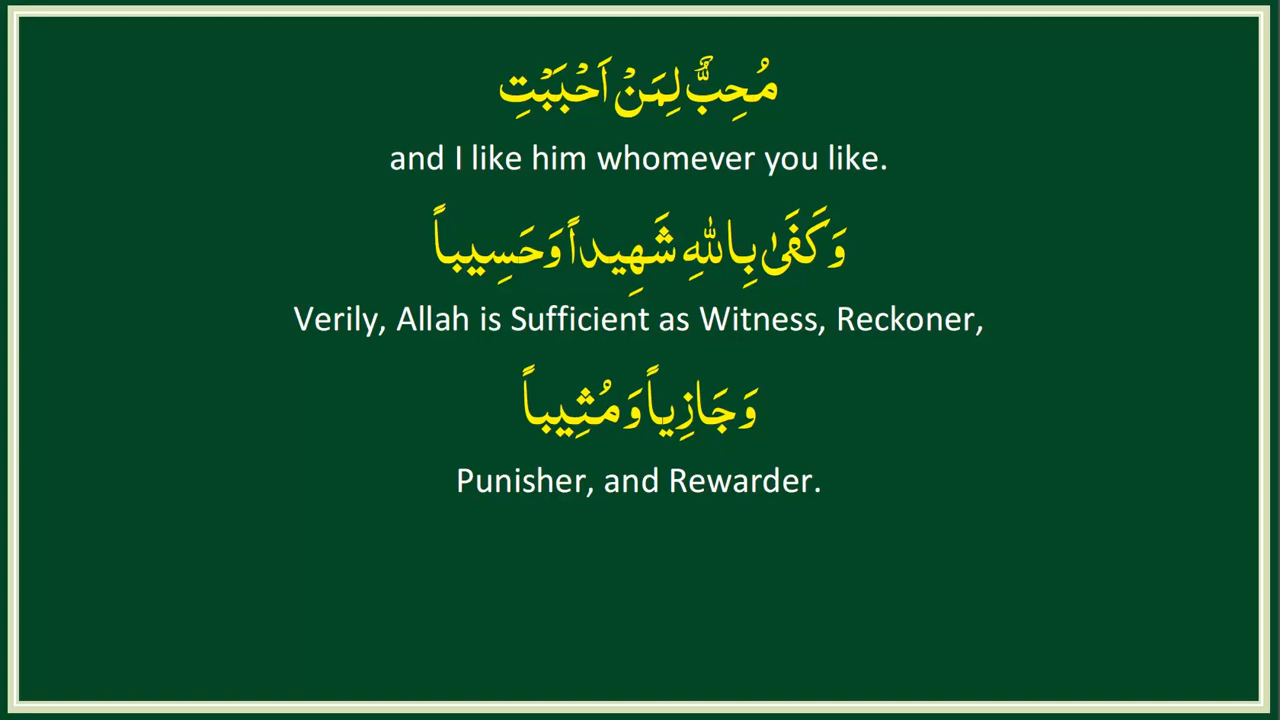 مُحِبٌّ لِمَنْ اَحْبَبْتِ
and I like him whomever you like.
وَكَفَىٰ بِاللهِ شَهِيداً وَحَسِيباً
Verily, Allah is Sufficient as Witness, Reckoner,
وَجَازِياً وَمُثِيباً
Punisher, and Rewarder.